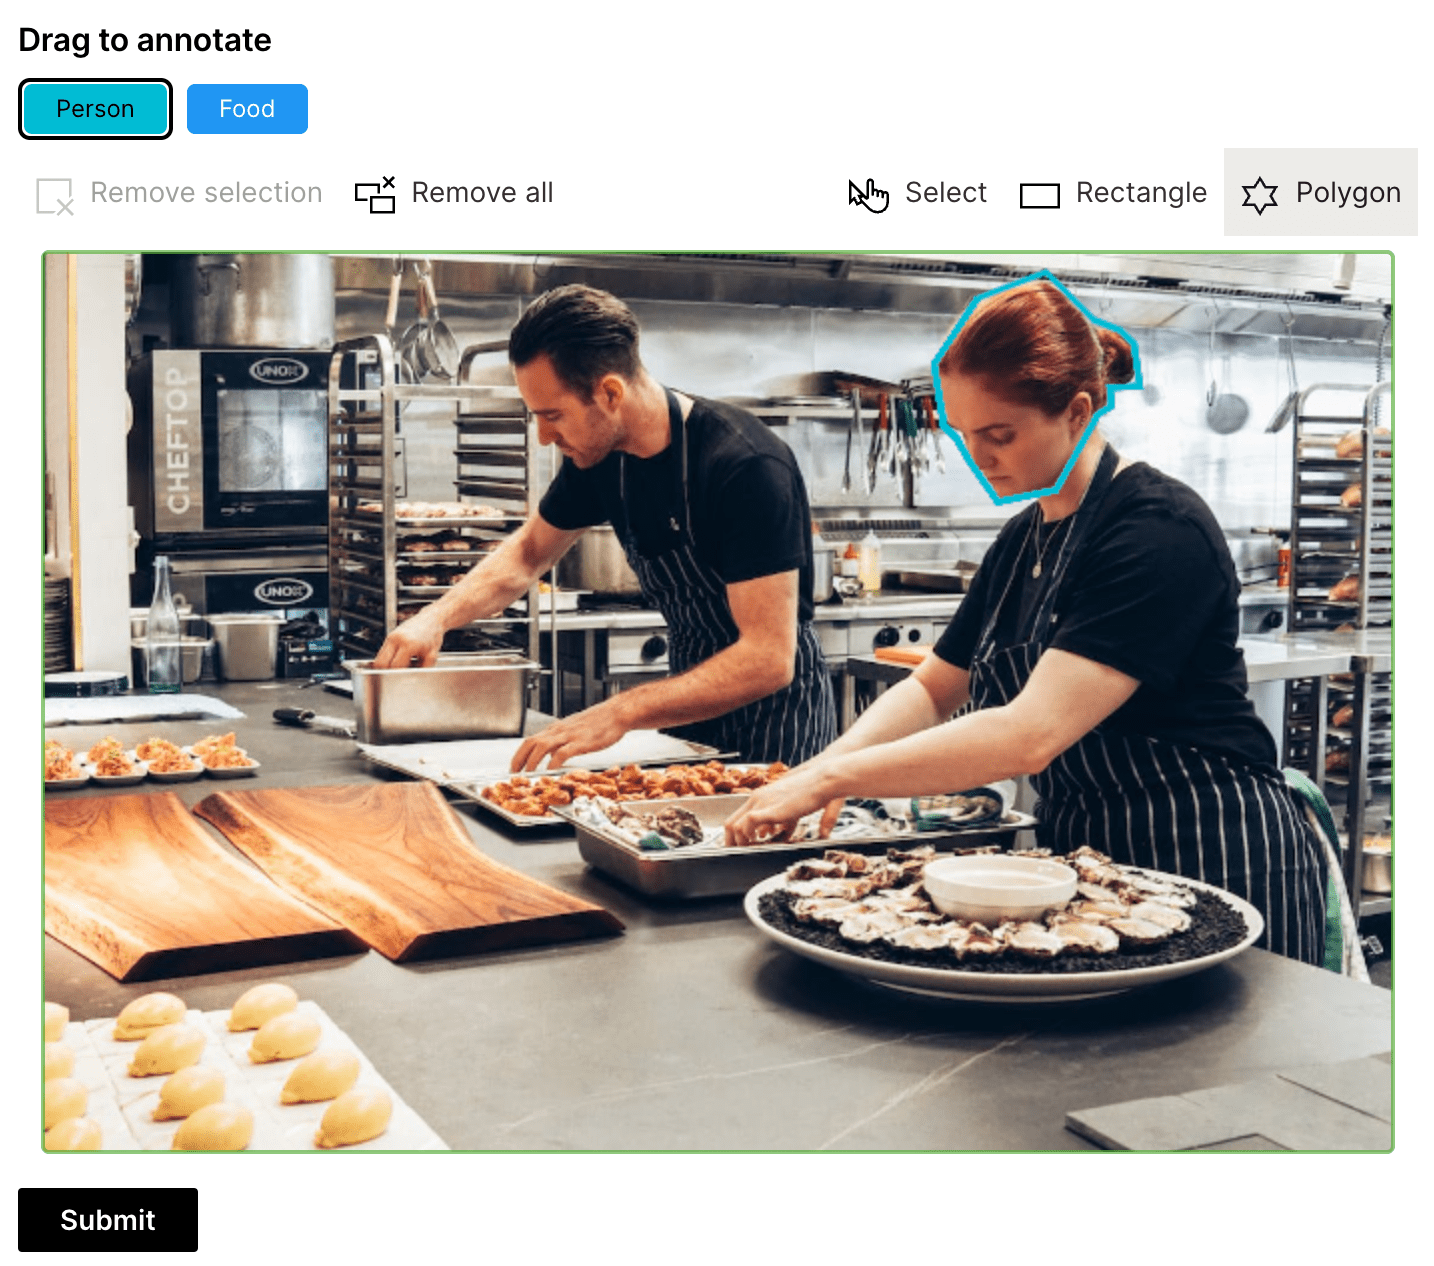 Drag to annotate
Person Food
Remove selection Remove all Select Rectangle Polygon
UNOX
CHEFTOP
UNOX
Submit